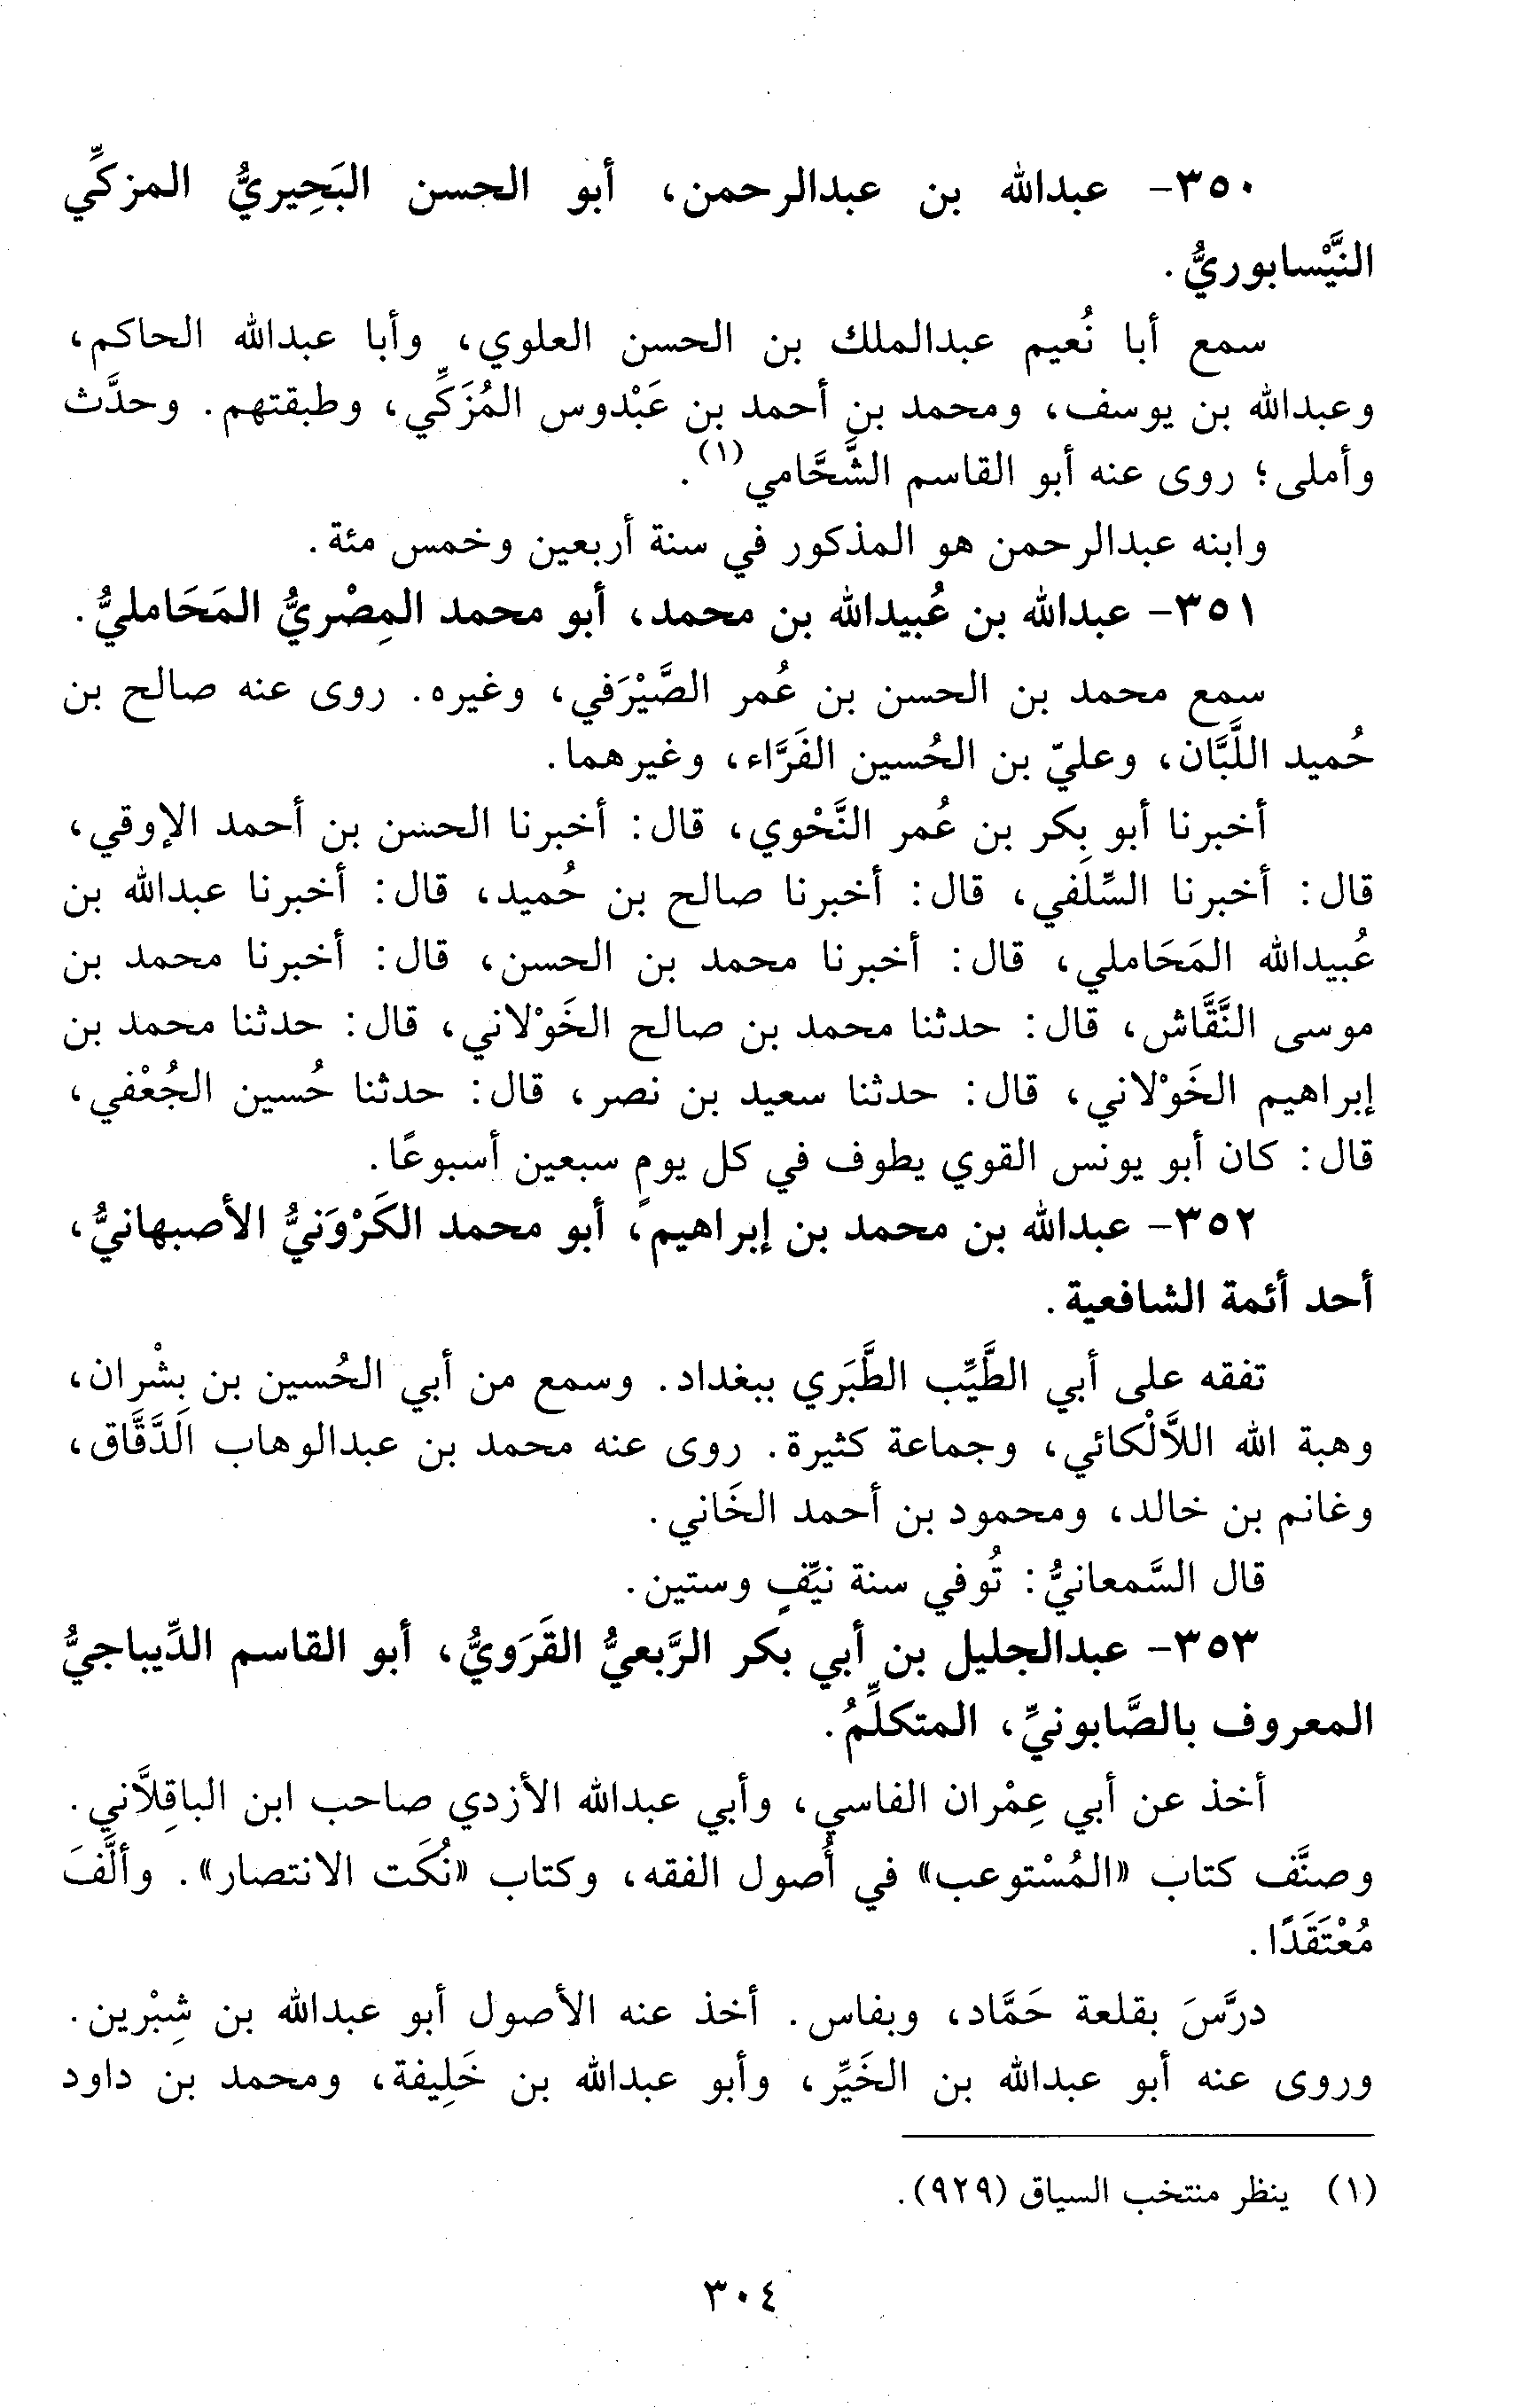 ٣٥٠- عبدالله بن عبدالرحمن، أبو الحسن البَحِيريُّ المزكِّي
النَّيْسابوريُّ.
سمع أبا نُعيم عبدالملك بن الحسن العلوي، وأبا عبدالله الحاكم،
وعبدالله بن يوسف، ومحمد بن أحمد بن عَبْدوس المُزَكِّي، وطبقتهم. وحدَّث
وأملى؛ روى عنه أبو القاسم الشَّحَّامي(١).
وابنه عبدالرحمن هو المذكور في سنة أربعين وخمس مئة.
٣٥١- عبدالله بن عُبيدالله بن محمد، أبو محمد المِصْريُّ المَحَامليُّ.
سمع محمد بن الحسن بن عُمر الصَّيْرَفي، وغيره. روى عنه صالح بن
حُميد اللَّبَّان، وعليّ بن الحُسين الفَرَّاء، وغيرهما.
أخبرنا أبو بكر بن عُمر النَّحْوي، قال: أخبرنا الحسن بن أحمد الإوقي،
قال: أخبرنا السِّلَفي، قال: أخبرنا صالح بن حُميد، قال: أخبرنا عبدالله بن
عُبيدالله المَحَاملي، قال: أخبرنا محمد بن الحسن، قال: أخبرنا محمد بن
موسى النَّقَّاش، قال: حدثنا محمد بن صالح الخَوْلاني، قال: حدثنا محمد بن
إبراهيم الخَوْلاني، قال: حدثنا سعيد بن نصر، قال: حدثنا حُسين الجُعْفي،
قال: كان أبو يونس القوي يطوف في كل يومٍ سبعين أسبوعًا.
٣٥٢- عبدالله بن محمد بن إبراهيم، أبو محمد الكَرْوَنيُّ الأصبهانيُّ،
أحد أئمة الشافعية.
تفقه على أبي الطَّيِّب الطَّبَري ببغداد. وسمع من أبي الحُسين بن بِشْران،
وهبة الله اللاَّلْكائي، وجماعة كثيرة. روى عنه محمد بن عبدالوهاب الدَّقَّاق،
وغانم بن خالد، ومحمود بن أحمد الخَاني.
قال السَّمعانيُّ: تُوفي سنة نيِّفٍ وستين.
٣٥٣- عبدالجليل بن أبي بكر الرَّبعيُّ القَرَويُّ، أبو القاسم الدِّيباجيُّ
المعروف بالصَّابونيِّ، المتكلِّمُ.
أخذ عن أبي عِمْران الفاسي، وأبي عبدالله الأزدي صاحب ابن الباقِلاَّني.
وصنَّف كتاب «المُسْتوعب» في أُصول الفقه، وكتاب «نُكَت الانتصار». وألَّفَ
مُعْتَقَدًا.
درَّسَ بقلعة حَمَّاد، وبفاس. أخذ عنه الأصول أبو عبدالله بن شِبْرين.
وروى عنه أبو عبدالله بن الخَيِّر، وأبو عبدالله بن خَلِيفة، ومحمد بن داود
(١) ينظر منتخب السياق (٩٢٩).
٣٠٤